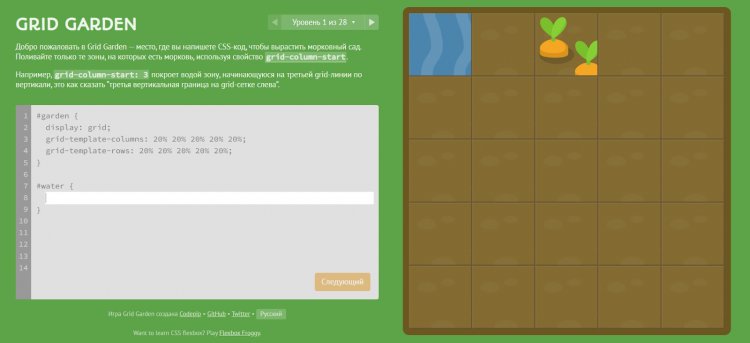 GRID GARDEN
Уровень 1 из 28
Добро пожаловать в Grid Garden — место, где вы напишете CSS-код, чтобы вырастить морковный сад.
Поливайте только те зоны, на которых есть морковь, используя свойство grid-column-start.
Например, grid-column-start: 3 покроет водой зону, начинающуюся на третьей grid-линии по
вертикали, это как сказать "третья вертикальная граница на grid-сетке слева".
1 #garden {
2 display: grid;
3 grid-template-columns: 20% 20% 20% 20% 20%;
4 grid-template-rows: 20% 20% 20% 20% 20%;
5 }
6
7 #water {
8
9 }
10
11
12
13
14
Следующий
Игра Grid Garden создана Codepip • GitHub • Twitter • Русский
Want to learn CSS flexbox? Play Flexbox Froggy.